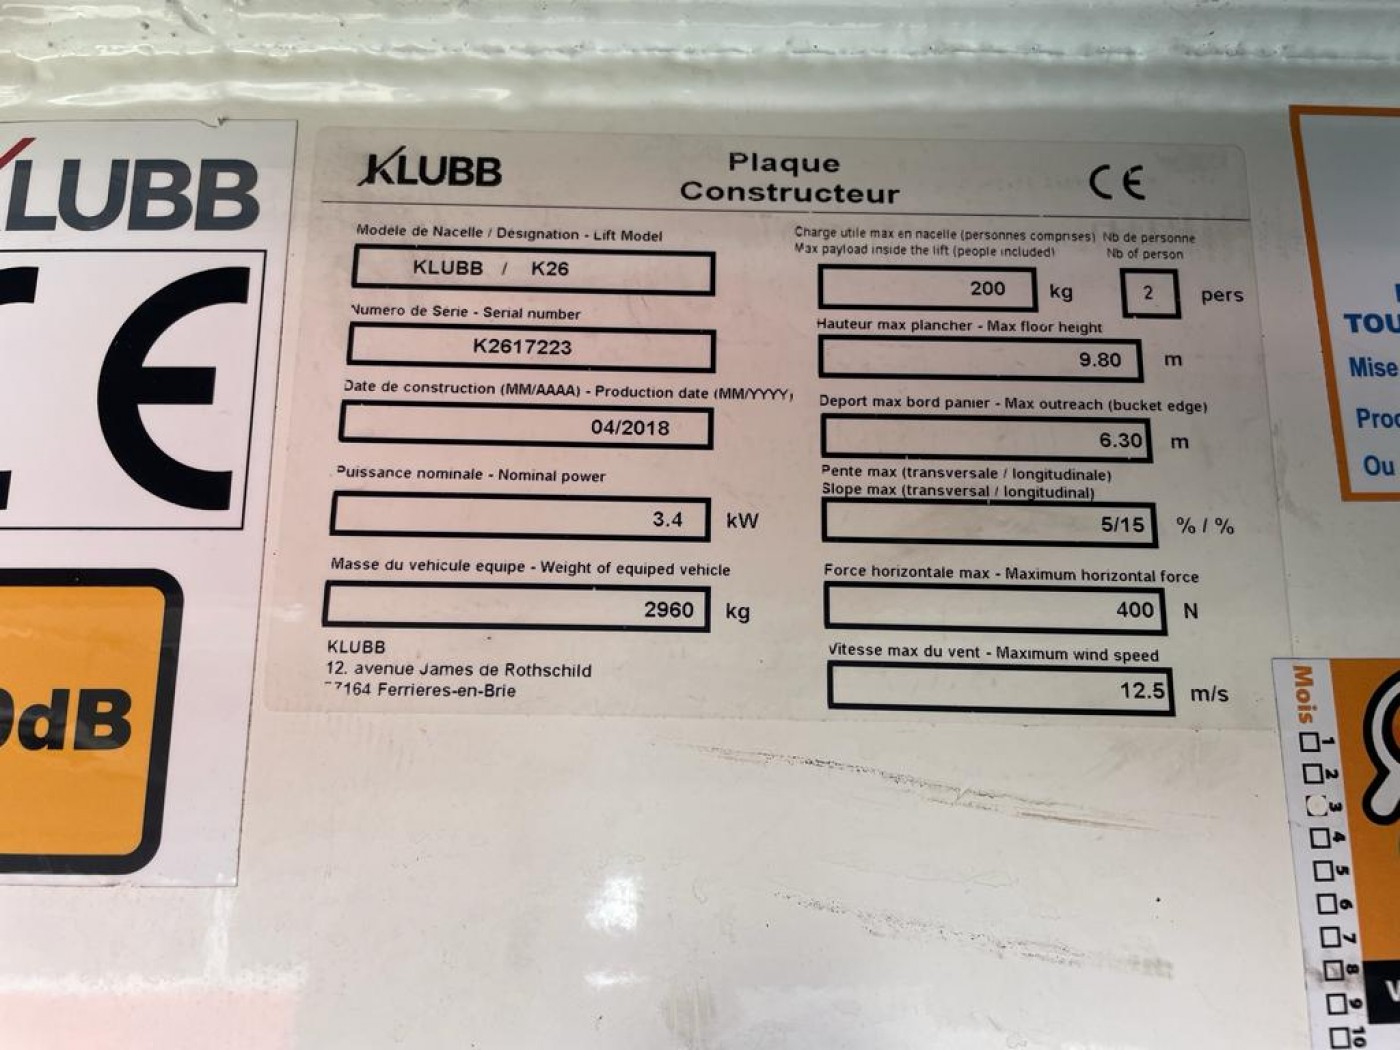 KLUBB
Plaque
Constructeur
CE
Modele de Nacelle / Designation - Lift Model
KLUBB / K26
Numero de Serie - Serial number
K2617223
Date de construction (MM/AAAA) - Production date (MM/YYYY)
04/2018
Puissance nominale - Nominal power
3.4 kW
Masse du vehicule equipe - Weight of equiped vehicle
2960 kg
KLUBB
12, avenue James de Rothschild
77164 Ferrieres-en-Brie
Charge utile max en nacelle (personnes comprises) Nb de personne
Max payload inside the lift (people included) Nb of person
200 kg 2 pers
Hauteur max plancher - Max floor height
9.80 m
Deport max bord panier - Max outreach (bucket edge)
6.30 m
Pente max (transversale / longitudinale)
Slope max (transversal / longitudinal)
5/15 % / %
Force horizontale max - Maximum horizontal force
400 N
Vitesse max du vent - Maximum wind speed
12.5 m/s
KLUBB
CE
0dB
TOU
Mise
Proc
Ou
Mois
1
2
3
4
5
6
7
8
9
10